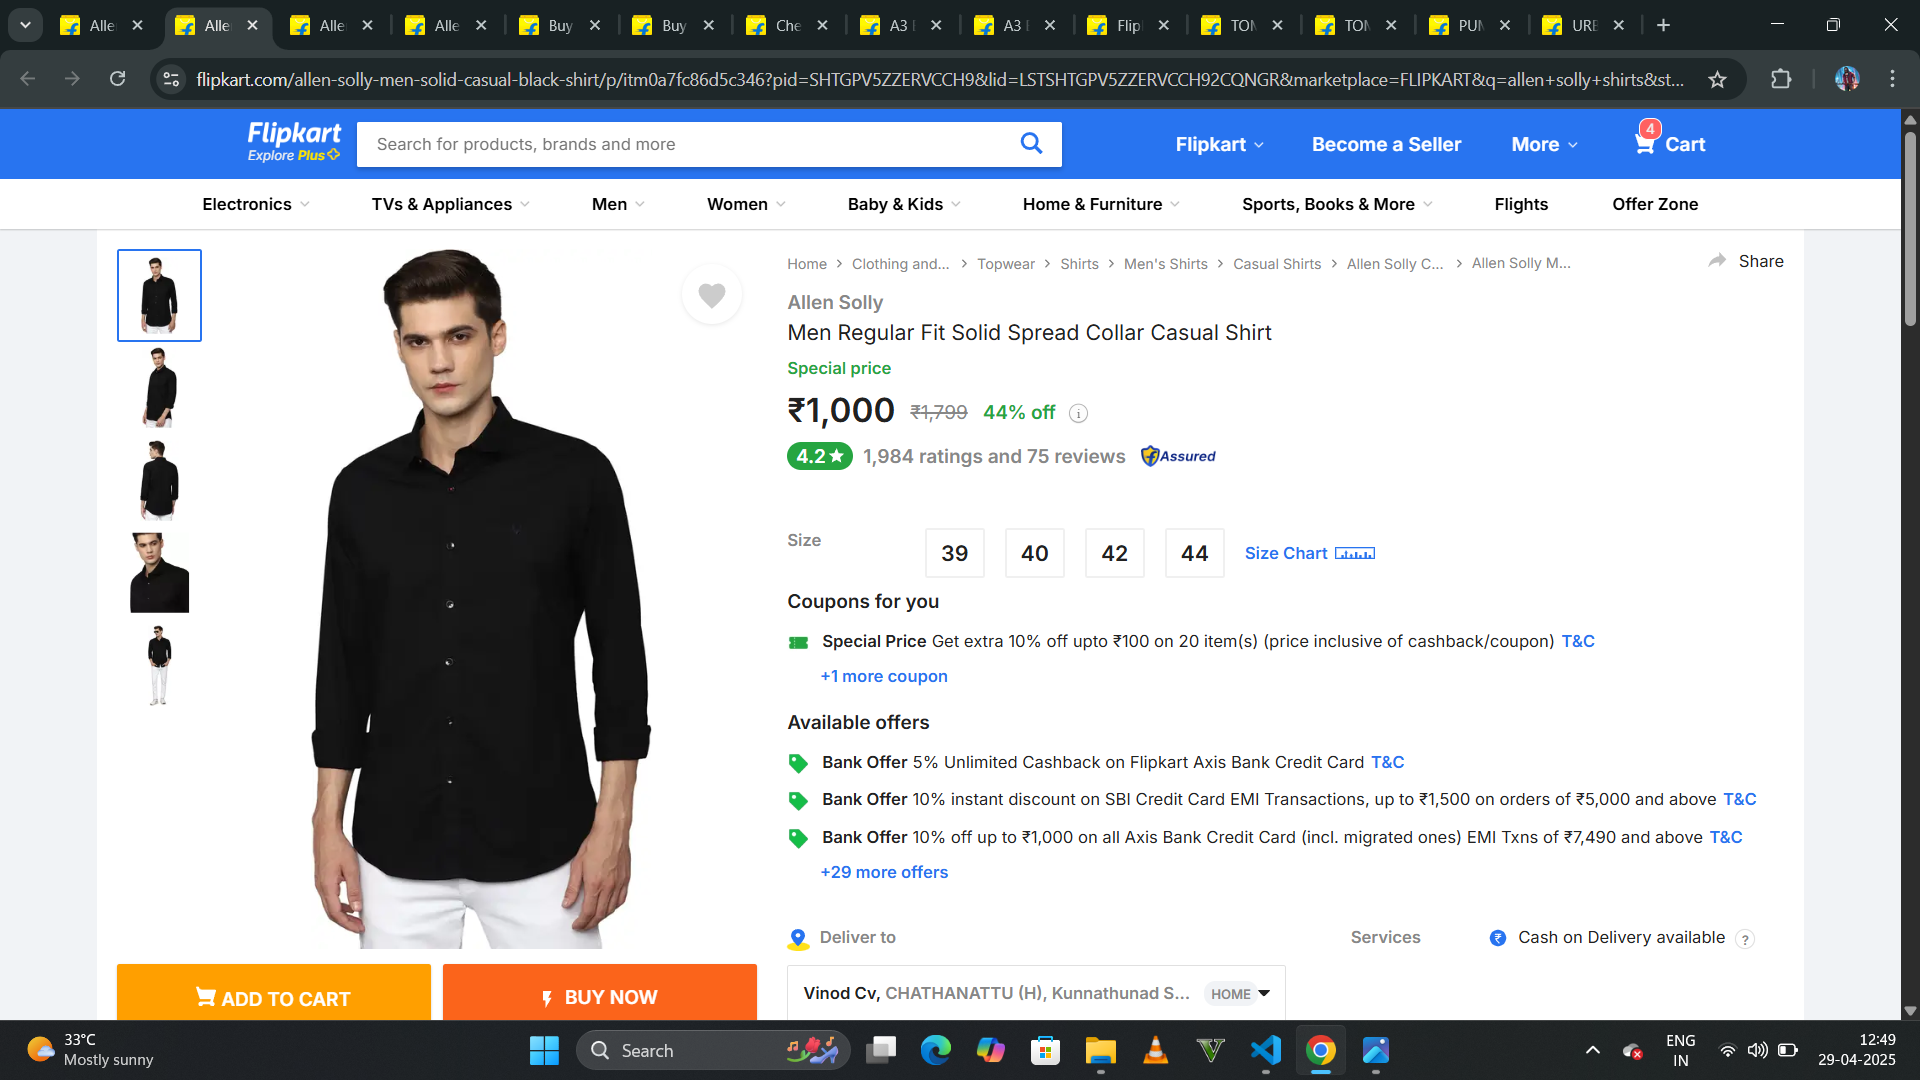 Alle
Alle
Alle
Alle
Buy
Buy
Che
A3
A3
Flip
TOM
TOM
PUM
URB
flipkart.com/allen-solly-men-solid-casual-black-shirt/p/itm0a7fc86d5c346?pid=SHTGPV5ZZERVCCH9&lid=LSTSHTGPV5ZZERVCCH92CQNGR&marketplace=FLIPKART&q=allen+solly+shirts&st...
Flipkart
Explore Plus
Search for products, brands and more
Flipkart
Become a Seller
More
4
Cart
Electronics
TVs & Appliances
Men
Women
Baby & Kids
Home & Furniture
Sports, Books & More
Flights
Offer Zone
Home
Clothing and...
Topwear
Shirts
Men's Shirts
Casual Shirts
Allen Solly C...
Allen Solly M...
Share
Allen Solly
Men Regular Fit Solid Spread Collar Casual Shirt
Special price
₹1,000 ₹1,799 44% off
4.2★ 1,984 ratings and 75 reviews Assured
Size
39
40
42
44
Size Chart
Coupons for you
Special Price Get extra 10% off upto ₹100 on 20 item(s) (price inclusive of cashback/coupon) T&C
+1 more coupon
Available offers
Bank Offer 5% Unlimited Cashback on Flipkart Axis Bank Credit Card T&C
Bank Offer 10% instant discount on SBI Credit Card EMI Transactions, up to ₹1,500 on orders of ₹5,000 and above T&C
Bank Offer 10% off up to ₹1,000 on all Axis Bank Credit Card (incl. migrated ones) EMI Txns of ₹7,490 and above T&C
+29 more offers
Deliver to
Services
₹ Cash on Delivery available ?
Vinod Cv, CHATHANATTU (H), Kunnathunad S... HOME
ADD TO CART
BUY NOW
33°C
Mostly sunny
Search
ENG
IN
12:49
29-04-2025